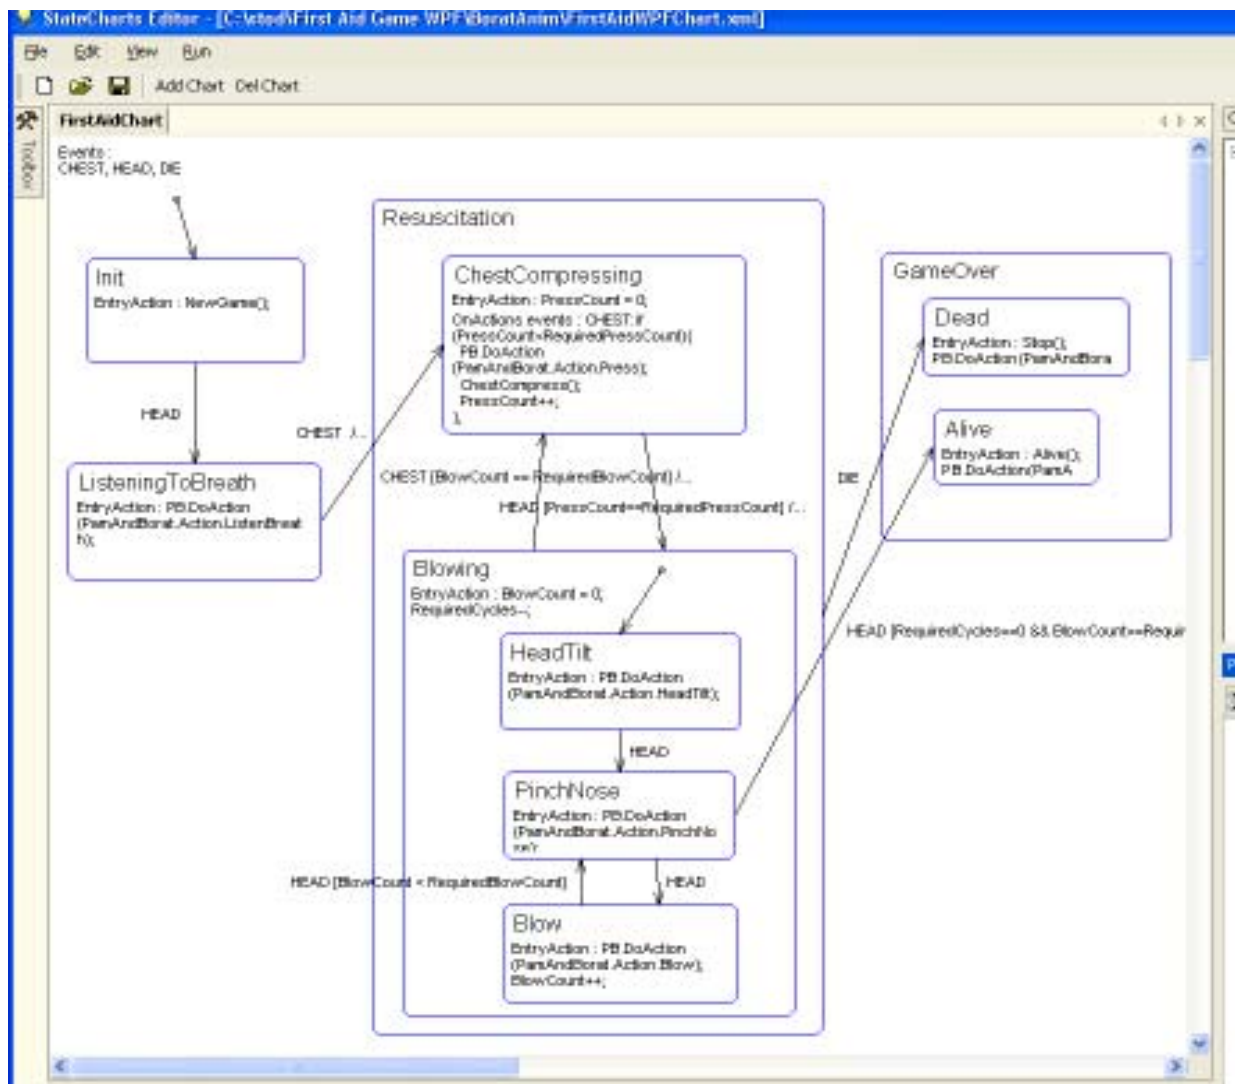 StateCharts Editor - [C:\stod\First Aid Game WPF\BoratAnim\FirstAidWPFChart.xml]
File Edit View Run
Add Chart Del Chart
Toolbox
FirstAidChart
Events :
CHEST, HEAD, DIE
Init
EntryAction : NewGame();
HEAD
ListeningToBreath
EntryAction : PB.DoAction
(PamAndBorat.Action.ListenBreat
h);
CHEST /...
Resuscitation
ChestCompressing
EntryAction : PressCount = 0;
OnActions events : CHEST: if
(PressCount<RequiredPressCount){
PB.DoAction
(PamAndBorat.Action.Press);
ChestCompress();
PressCount++;
};
CHEST [BlowCount == RequiredBlowCount] /...
HEAD [PressCount==RequiredPressCount] /...
Blowing
EntryAction : BlowCount = 0;
RequiredCycles--;
HeadTilt
EntryAction : PB.DoAction
(PamAndBorat.Action.HeadTilt);
HEAD
PinchNose
EntryAction : PB.DoAction
(PamAndBorat.Action.PinchNo
se);
HEAD [BlowCount < RequiredBlowCount]
HEAD
Blow
EntryAction : PB.DoAction
(PamAndBorat.Action.Blow);
BlowCount++;
GameOver
Dead
EntryAction : Stop();
PB.DoAction(PamAndBora
Alive
EntryAction : Alive();
PB.DoAction(PamA
DIE
HEAD [RequiredCycles==0 && BlowCount==Requir